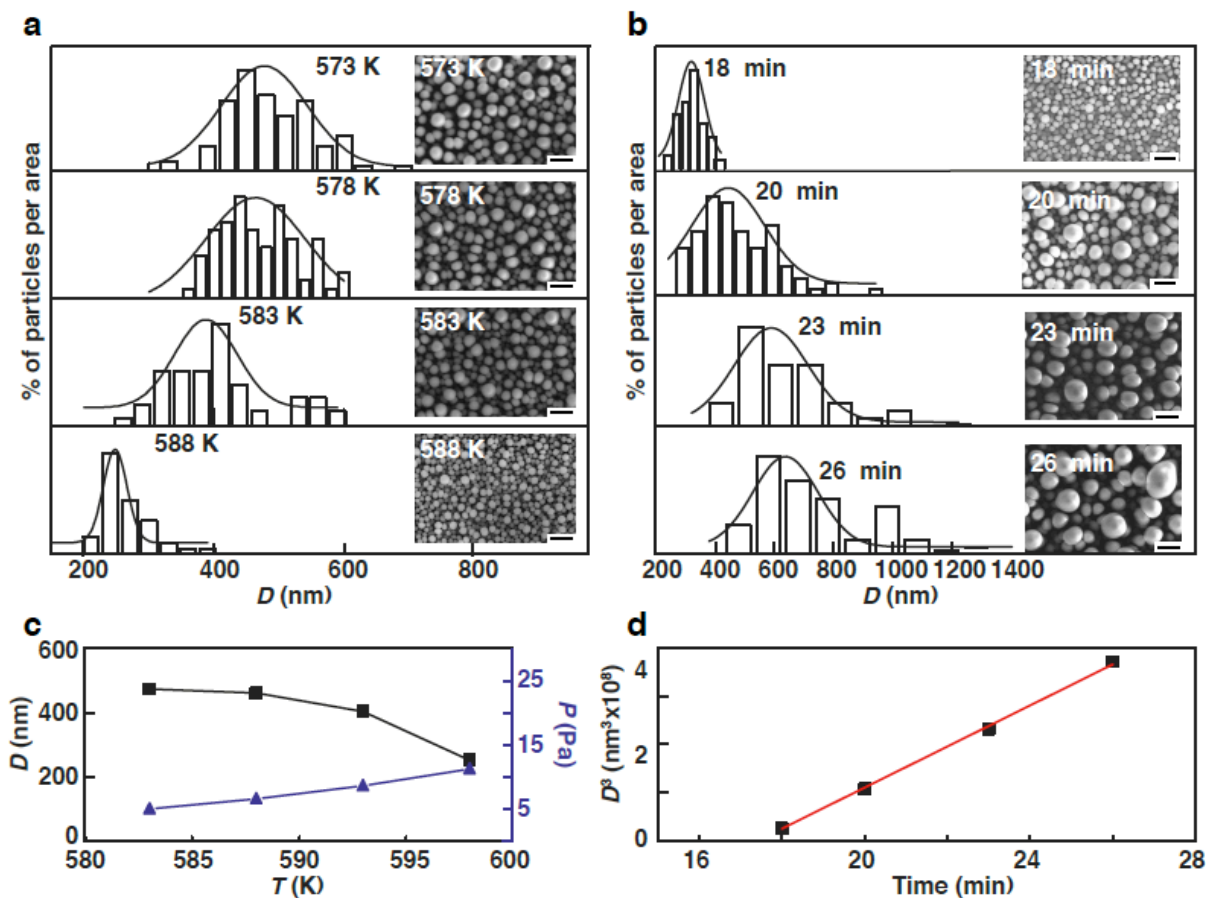 a
% of particles per area
573 K
573 K
578 K
578 K
583 K
583 K
588 K
588 K
200 400 600 800
D (nm)
b
% of particles per area
18 min
18 min
20 min
20 min
23 min
23 min
26 min
26 min
200 400 600 800 1000 1200 1400
D (nm)
c
D (nm)
600
400
200
0
580 585 590 595 600
T (K)
25
15
5
P (Pa)
d
D³ (nm³x10⁸)
4
2
0
16 20 24 28
Time (min)